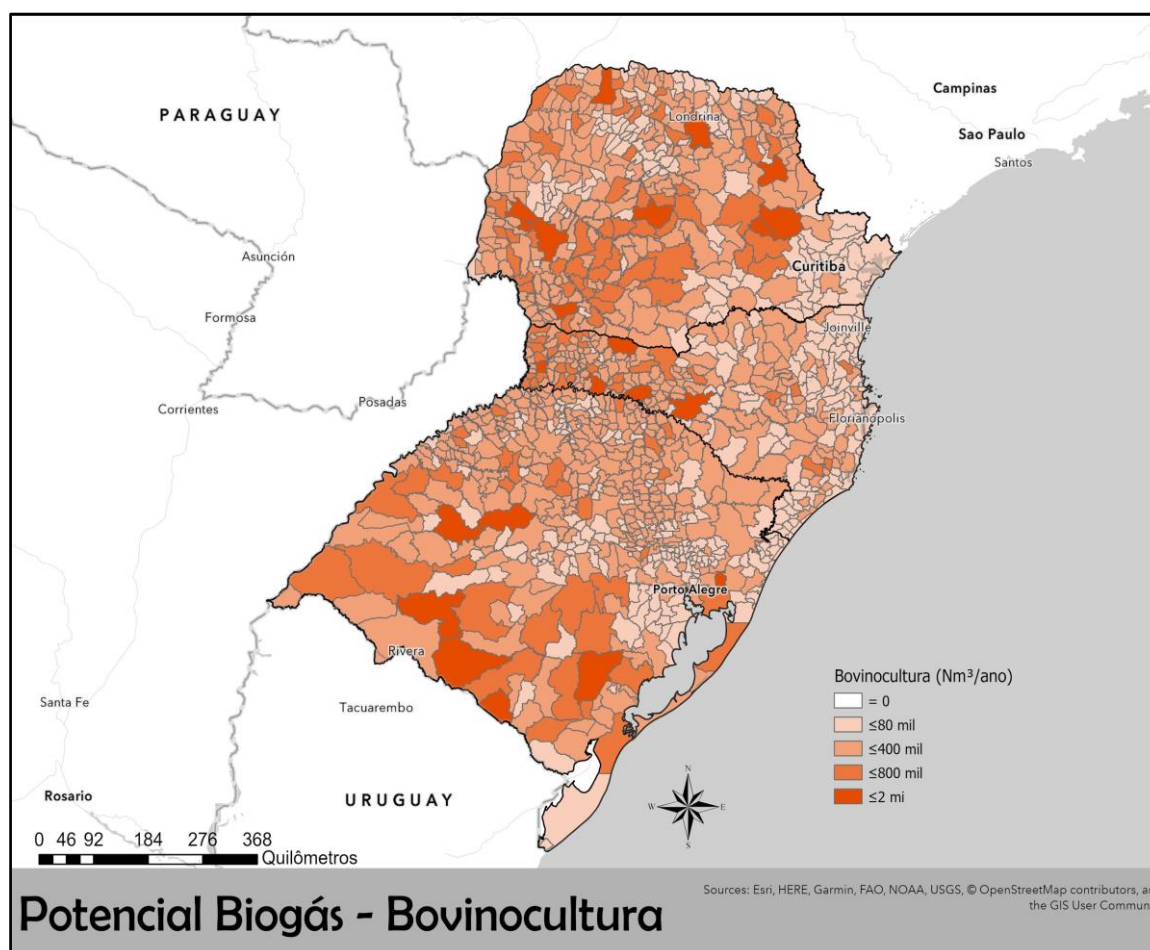 Campinas
PARAGUAY
Londrina
Sao Paulo
Santos
Asunción
Curitiba
Formosa
Joinville
Corrientes
Posadas
Florianópolis
Porto Alegre
Rivera
Bovinocultura (Nm³/ano)
= 0
≤80 mil
≤400 mil
≤800 mil
≤2 mi
Santa Fe
Tacuarembo
Rosario
URUGUAY
N
W E
S
0 46 92 184 276 368
Quilômetros
Potencial Biogás - Bovinocultura
Sources: Esri, HERE, Garmin, FAO, NOAA, USGS, © OpenStreetMap contributors, a
the GIS User Commun